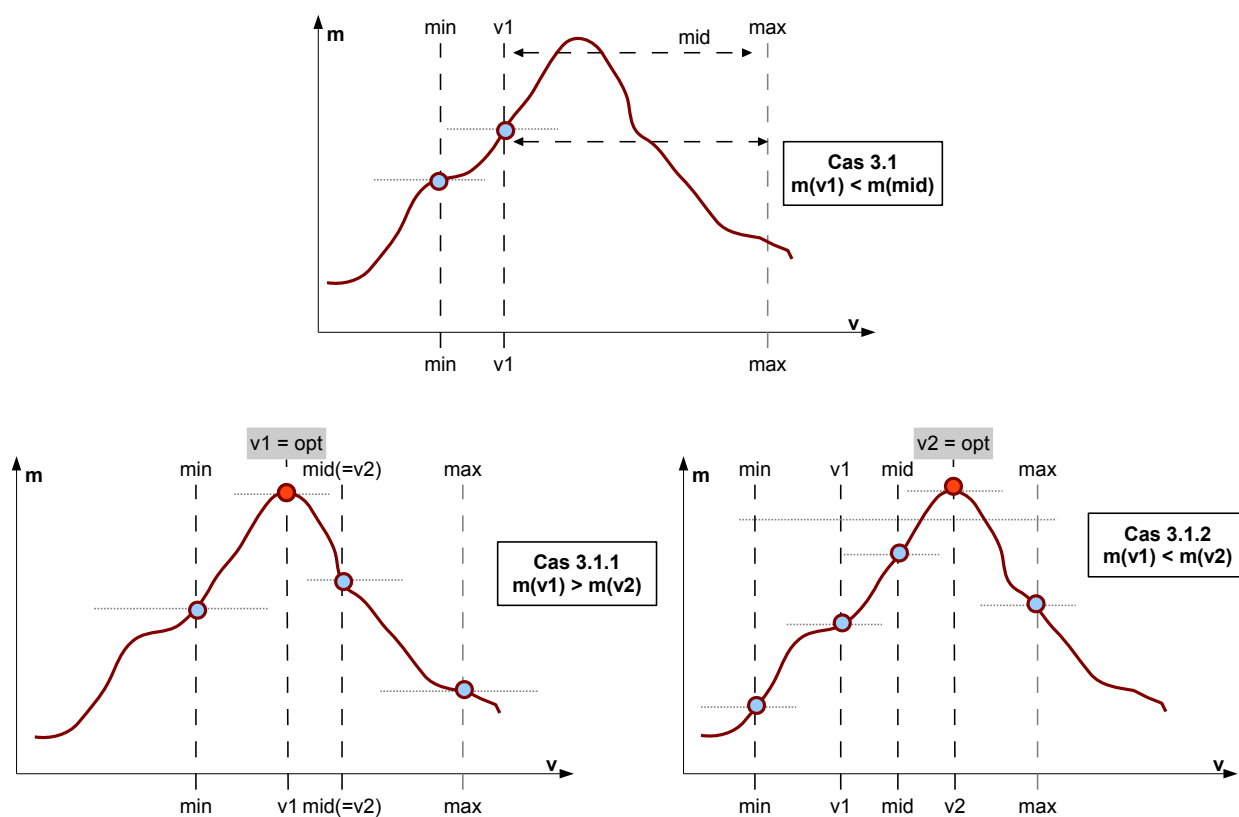 m
min
v1
mid
max
Cas 3.1
m(v1) < m(mid)
v
min
v1
max
v1 = opt
m
min
mid(=v2)
max
Cas 3.1.1
m(v1) > m(v2)
v
min
v1
mid(=v2)
max
v2 = opt
m
min
v1
mid
max
Cas 3.1.2
m(v1) < m(v2)
v
min
v1
mid
v2
max